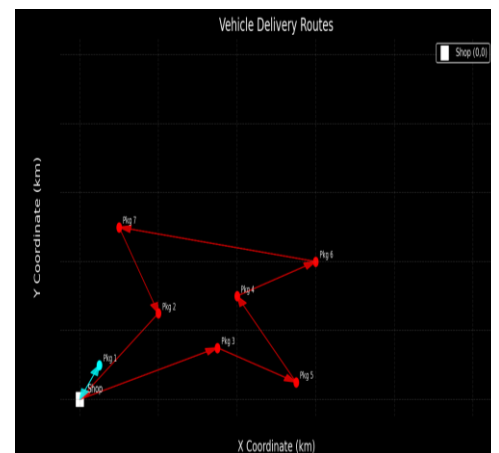 Vehicle Delivery Routes
Shop (0,0)
Y Coordinate (km)
Pkg 7
Pkg 6
Pkg 4
Pkg 2
Pkg 3
Pkg 1
Pkg 5
Shop
X Coordinate (km)